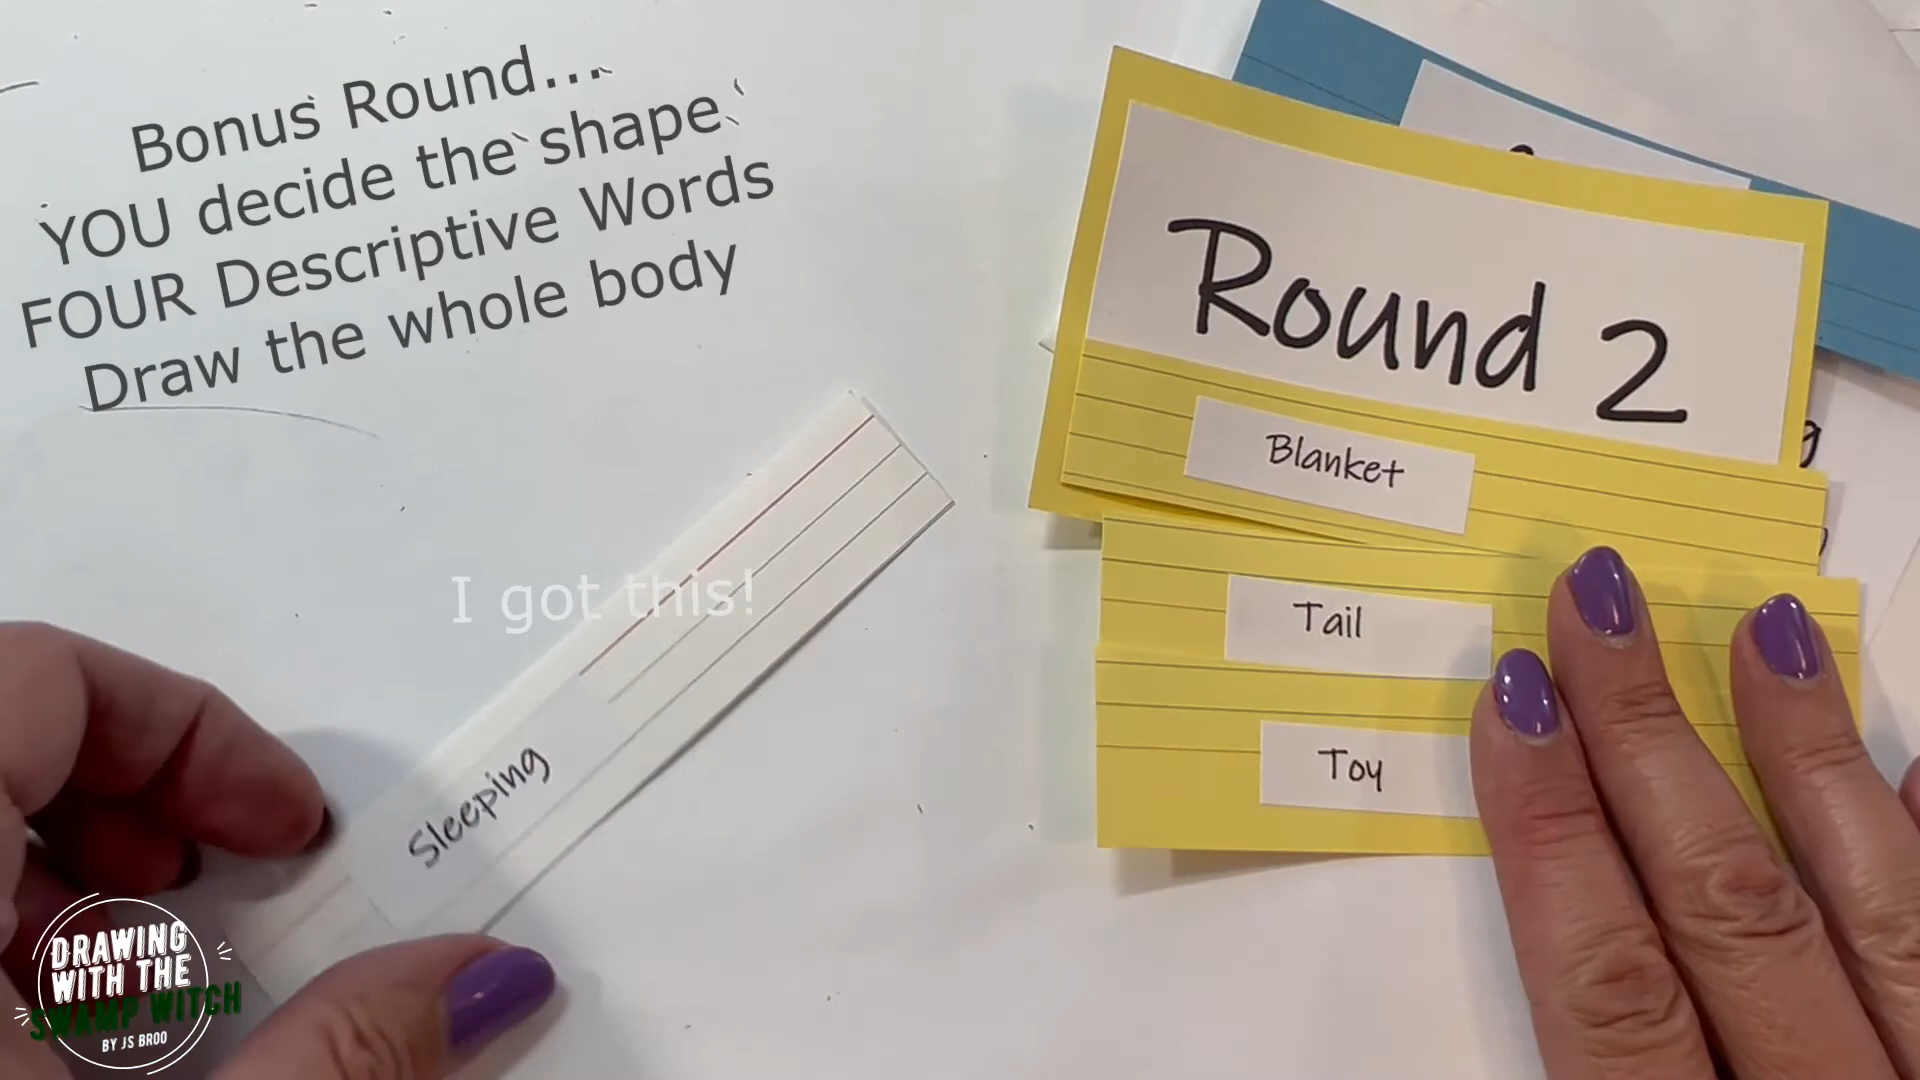 Bonus Round...
YOU decide the shape
FOUR Descriptive Words
Draw the whole body
I got this!
Round 2
Blanket
Tail
Toy
Sleeping
DRAWING
WITH THE
SWAMP WITCH
BY JS BROO